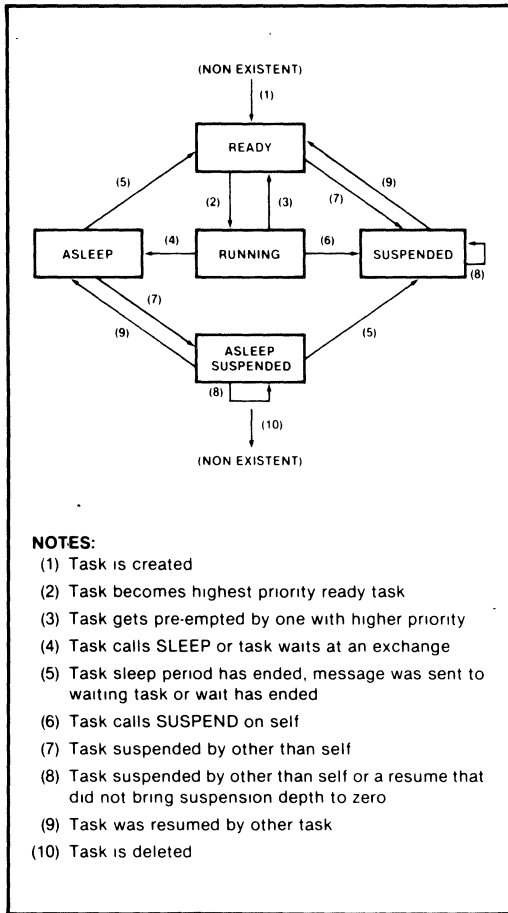 (NON EXISTENT)
(1)
READY
(5)
(2)
(3)
(7)
(9)
ASLEEP
(4)
RUNNING
(6)
SUSPENDED
(8)
(7)
(9)
ASLEEP
SUSPENDED
(5)
(8)
(10)
(NON EXISTENT)
NOTES:
(1) Task is created
(2) Task becomes highest priority ready task
(3) Task gets pre-empted by one with higher priority
(4) Task calls SLEEP or task waits at an exchange
(5) Task sleep period has ended, message was sent to
waiting task or wait has ended
(6) Task calls SUSPEND on self
(7) Task suspended by other than self
(8) Task suspended by other than self or a resume that
did not bring suspension depth to zero
(9) Task was resumed by other task
(10) Task is deleted